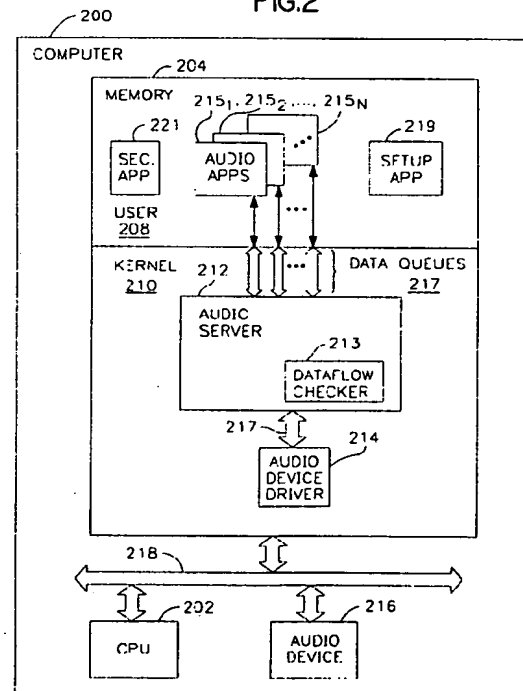 FIG.2
200
COMPUTER
204
MEMORY
215₁, 215₂, ...., 215N
221
219
SEC. APP
AUDIO APPS
...
SETUP APP
USER
208
...
KERNEL
210
212
...
DATA QUEUES
217
AUDIC SERVER
213
DATAFLOW CHECKER
217
214
AUDIO DEVICE DRIVER
218
202
216
CPU
AUDIO DEVICE